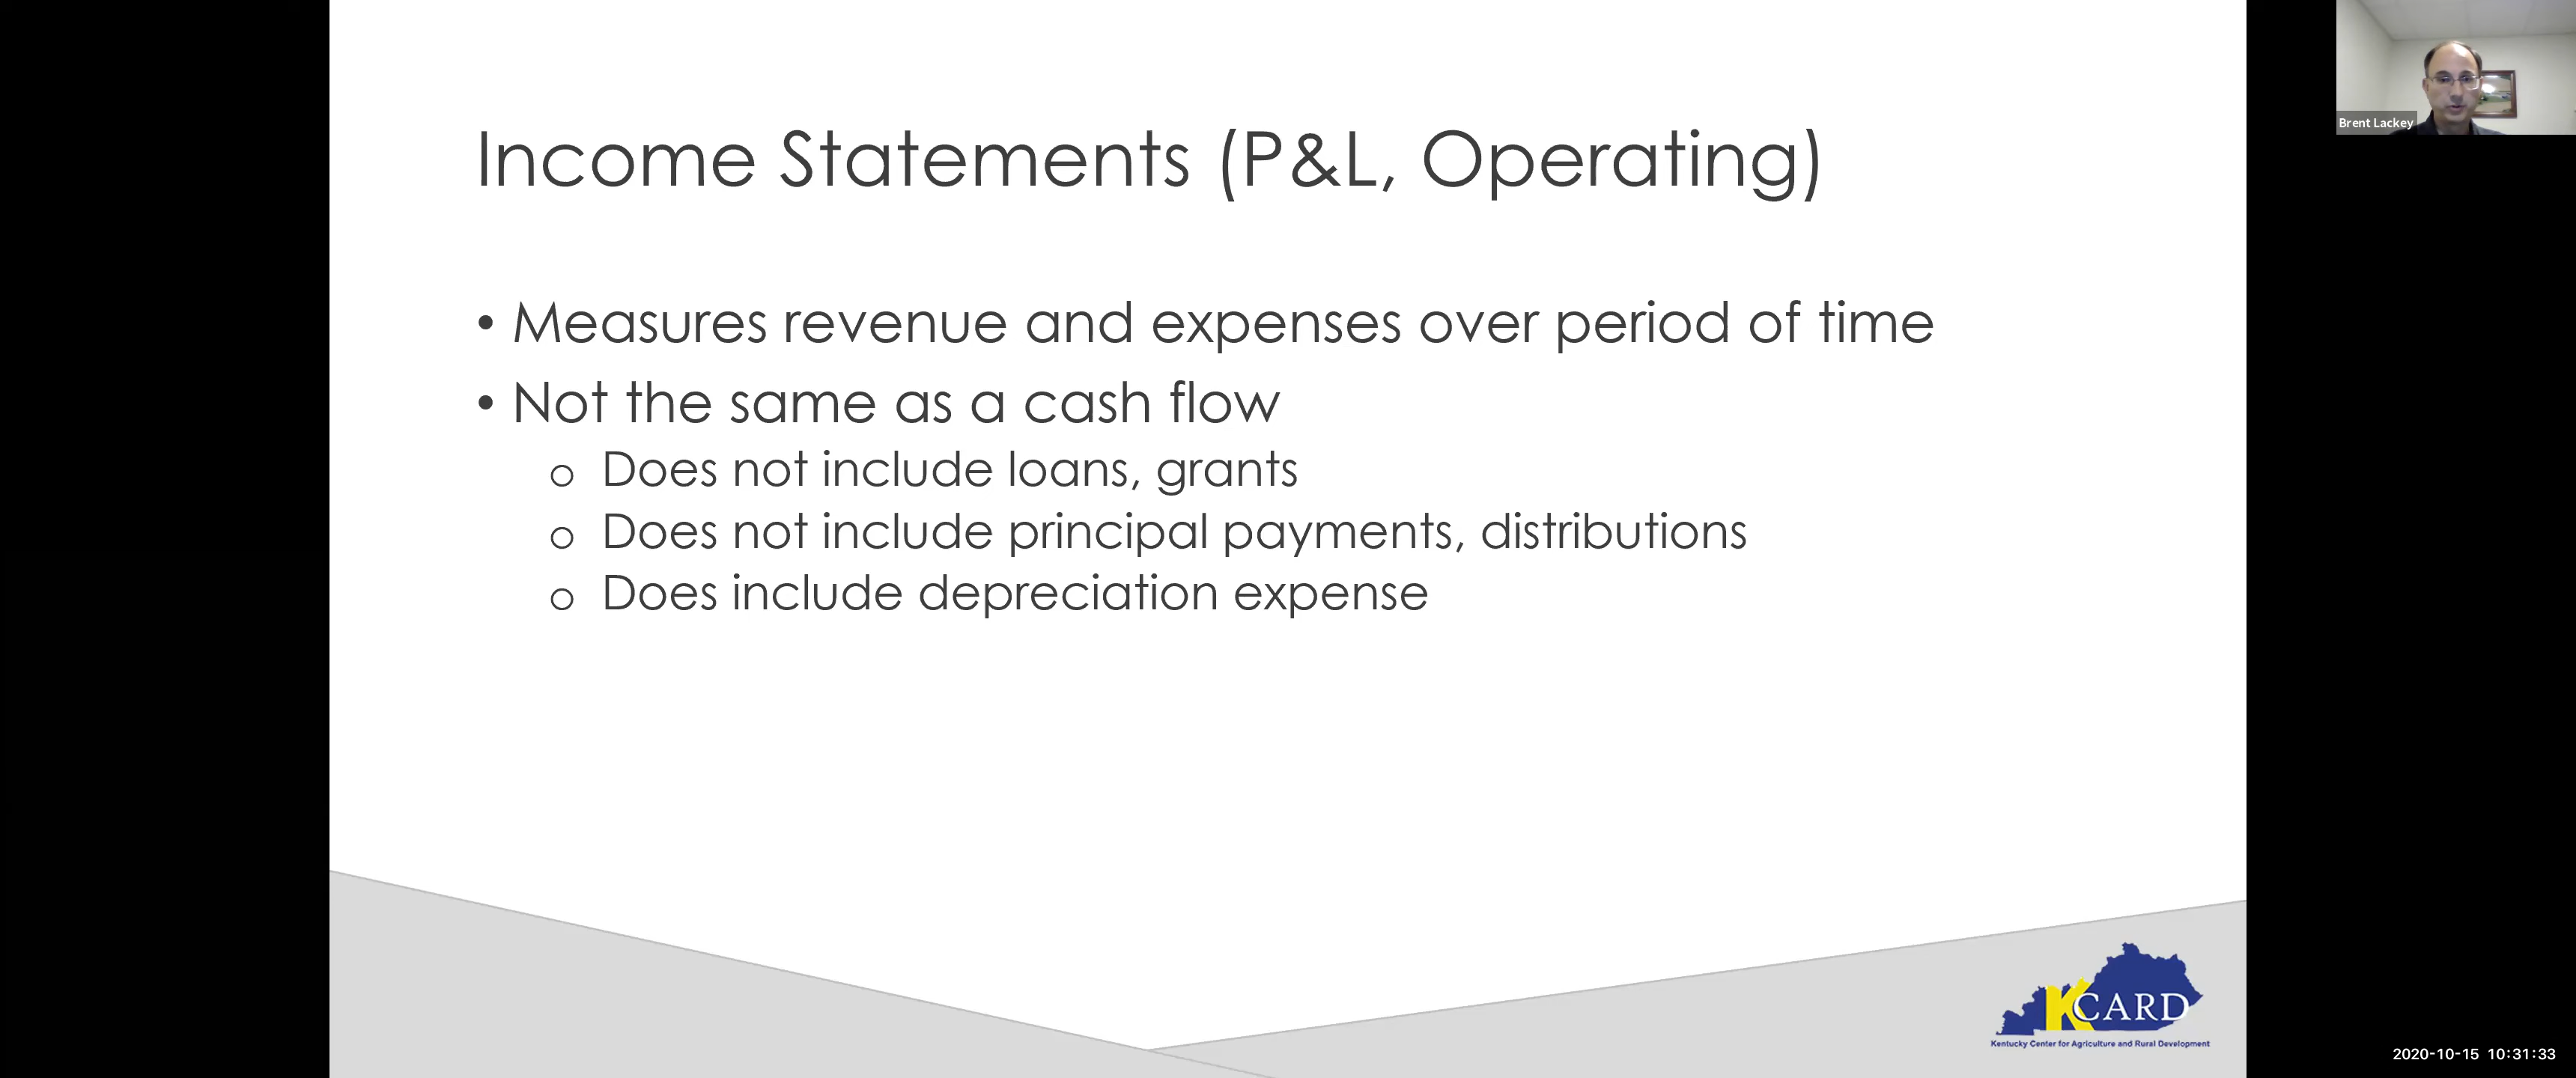 Income Statements (P&L, Operating)
• Measures revenue and expenses over period of time
• Not the same as a cash flow
o Does not include loans, grants
o Does not include principal payments, distributions
o Does include depreciation expense
Brent Lackey
KCARD
Kentucky Center for Agriculture and Rural Development
2020-10-15 10:31:33